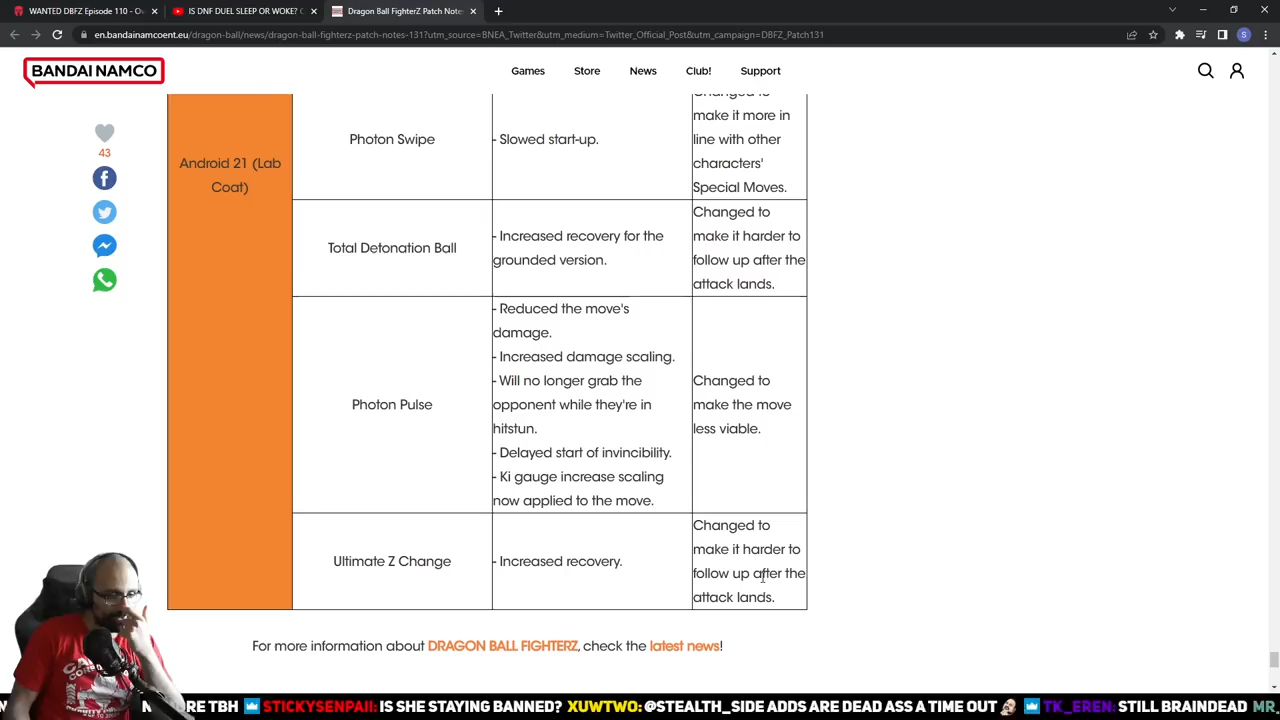 WANTED DBFZ Episode 110 - O
IS DNF DUEL SLEEP OR WOKE?
Dragon Ball FighterZ Patch Notes
en.bandainamcoent.eu/dragon-ball/news/dragon-ball-fighterz-patch-notes-131?utm_source=BNEA_Twitter&utm_medium=Twitter_Official_Post&utm_campaign=DBFZ_Patch131
S
BANDAI NAMCO
Games
Store
News
Club!
Support
43
Android 21 (Lab
Coat)
Photon Swipe
- Slowed start-up.
Changed to
make it more in
line with other
characters'
Special Moves.
Total Detonation Ball
- Increased recovery for the
grounded version.
Changed to
make it harder to
follow up after the
attack lands.
Photon Pulse
- Reduced the move's
damage.
- Increased damage scaling.
- Will no longer grab the
opponent while they're in
hitstun.
- Delayed start of invincibility.
- Ki gauge increase scaling
now applied to the move.
Changed to
make the move
less viable.
Ultimate Z Change
- Increased recovery.
Changed to
make it harder to
follow up after the
attack lands.
For more information about DRAGON BALL FIGHTERZ, check the latest news!
TBH STICKYSENPAII: IS SHE STAYING BANNED? XUWTWO: @STEALTH_SIDE ADDS ARE DEAD ASS A TIME OUT TK_EREN: STILL BRAINDEAD MR